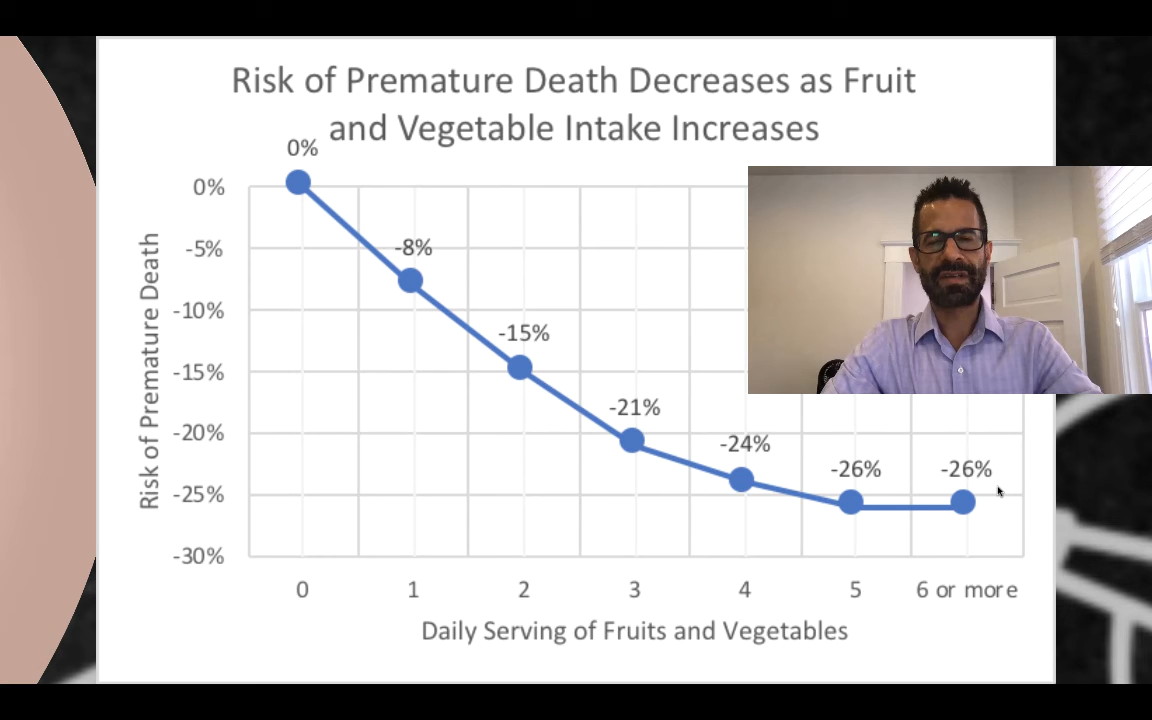 Risk of Premature Death Decreases as Fruit
and Vegetable Intake Increases
0%
0%
-5%
-8%
-10%
-15%
-15%
-21%
-20%
-24%
-26%
-26%
-25%
-30%
Risk of Premature Death
0 1 2 3 4 5 6 or more
Daily Serving of Fruits and Vegetables